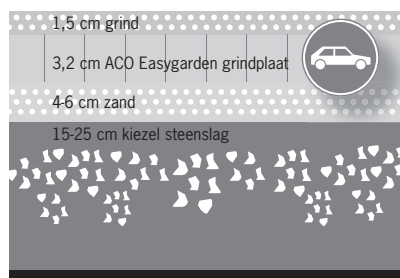 1,5 cm grind
3,2 cm ACO Easygarden grindplaat
4-6 cm zand
15-25 cm kiezel steenslag